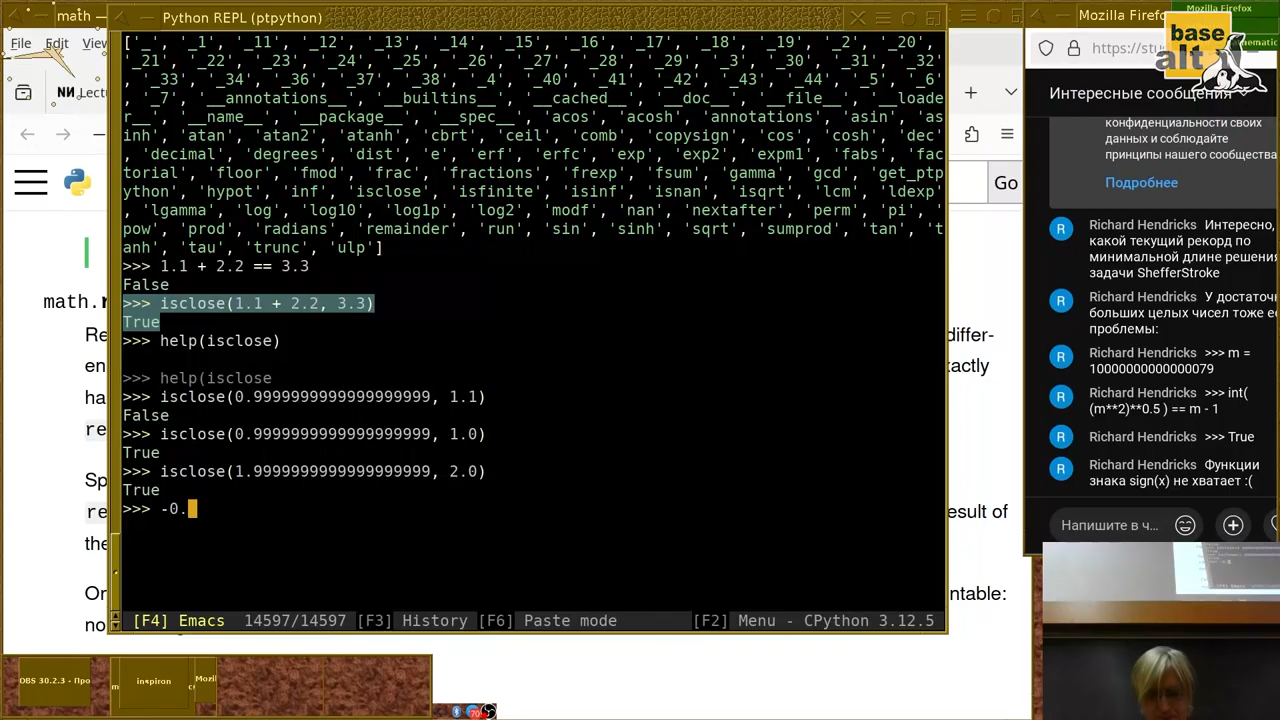 math —
Python REPL (ptpython)
Mozilla Firefox
Mozilla Firef
base
alt
File Edit View
https://stu
Интересные сообщения
Lectu
Go
['_', '_1', '_11', '_12', '_13', '_14', '_15', '_16', '_17', '_18', '_19', '_2', '_20',
'_21', '_22', '_23', '_24', '_25', '_26', '_27', '_28', '_29', '_3', '_30', '_31', '_32'
, '_33', '_34', '_36', '_37', '_38', '_4', '_40', '_41', '_42', '_43', '_44', '_5', '_6'
, '_7', '__annotations__', '__builtins__', '__cached__', '__doc__', '__file__', '__loade
r__', '__name__', '__package__', '__spec__', 'acos', 'acosh', 'annotations', 'asin', 'as
inh', 'atan', 'atan2', 'atanh', 'cbrt', 'ceil', 'comb', 'copysign', 'cos', 'cosh', 'dec'
, 'decimal', 'degrees', 'dist', 'e', 'erf', 'erfc', 'exp', 'exp2', 'expm1', 'fabs', 'fac
torial', 'floor', 'fmod', 'frac', 'fractions', 'frexp', 'fsum', 'gamma', 'gcd', 'get_ptp
ython', 'hypot', 'inf', 'isclose', 'isfinite', 'isinf', 'isnan', 'isqrt', 'lcm', 'ldexp'
, 'lgamma', 'log', 'log10', 'log1p', 'log2', 'modf', 'nan', 'nextafter', 'perm', 'pi', '
pow', 'prod', 'radians', 'remainder', 'run', 'sin', 'sinh', 'sqrt', 'sumprod', 'tan', 't
anh', 'tau', 'trunc', 'ulp']
>>> 1.1 + 2.2 == 3.3
False
>>> isclose(1.1 + 2.2, 3.3)
True
>>> help(isclose)
>>> help(isclose
>>> isclose(0.9999999999999999999, 1.1)
False
>>> isclose(0.9999999999999999999, 1.0)
True
>>> isclose(1.9999999999999999999, 2.0)
True
>>> -0.
[F4] Emacs 14597/14597 [F3] History [F6] Paste mode [F2] Menu - CPython 3.12.5
math.r
Re
differ-
en
xactly
ha
re
Sp
re
esult of
the
Or
ntable:
no
конфиденциальности своих
данных и соблюдайте
принципы нашего сообщества
Подробнее
Richard Hendricks Интересно,
какой текущий рекорд по
минимальной длине решения
задачи ShefferStroke
Richard Hendricks У достаточ
больших целых чисел тоже ес
проблемы:
Richard Hendricks >>> m =
10000000000000079
Richard Hendricks >>> int(
(m**2)**0.5 ) == m - 1
Richard Hendricks >>> True
Richard Hendricks Функции
знака sign(x) не хватает :(
Напишите в ч...
OBS 30.2.3 - Про
inspiron
Mozil